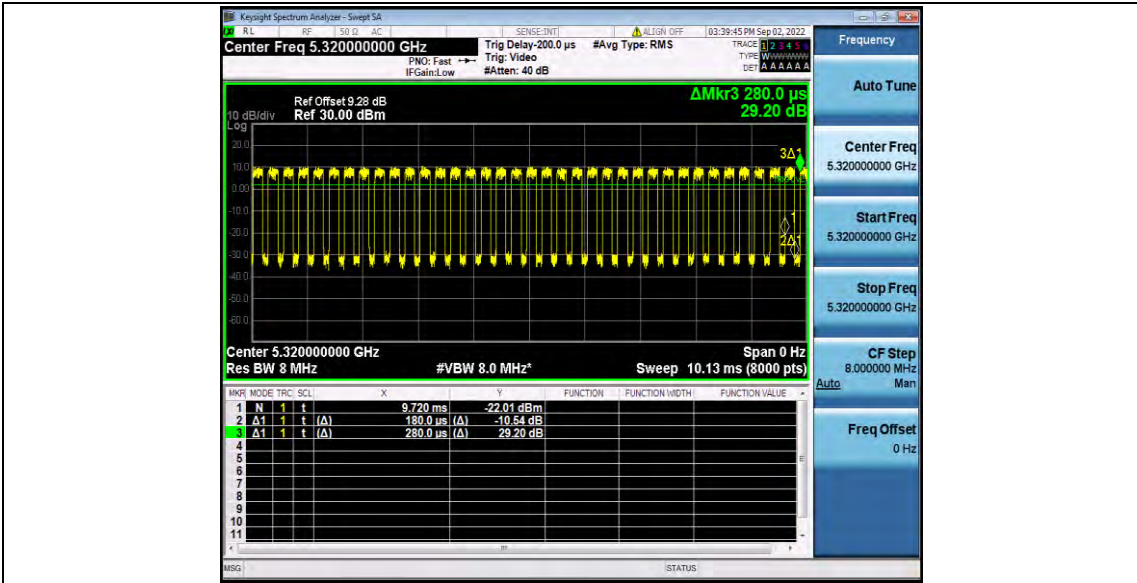 Keysight Spectrum Analyzer - Swept SA
RL RF 50 Ω AC SENSE:INT ALIGN OFF 03:39:45 PM Sep 02, 2022
Center Freq 5.320000000 GHz
PNO: Fast
IFGain:Low
Trig Delay-200.0 µs
Trig: Video
#Atten: 40 dB
#Avg Type: RMS
TRACE 1 2 3 4 5 6
TYPE W
DET A A A A A A
Ref Offset 9.28 dB
10 dB/div Ref 30.00 dBm
Log
ΔMkr3 280.0 µs
29.20 dB
20.0
10.0
0.00
-10.0
-20.0
-30.0
-40.0
-50.0
-60.0
3Δ1
1
2Δ1
Center 5.320000000 GHz Span 0 Hz
Res BW 8 MHz #VBW 8.0 MHz* Sweep 10.13 ms (8000 pts)
MKR MODE TRC SCL X Y FUNCTION FUNCTION WIDTH FUNCTION VALUE
1 N 1 t 9.720 ms -22.01 dBm
2 Δ1 1 t (Δ) 180.0 µs (Δ) -10.54 dB
3 Δ1 1 t (Δ) 280.0 µs (Δ) 29.20 dB
4
5
6
7
8
9
10
11
MSG STATUS
Frequency
Auto Tune
Center Freq
5.320000000 GHz
Start Freq
5.320000000 GHz
Stop Freq
5.320000000 GHz
CF Step
8.000000 MHz
Auto Man
Freq Offset
0 Hz